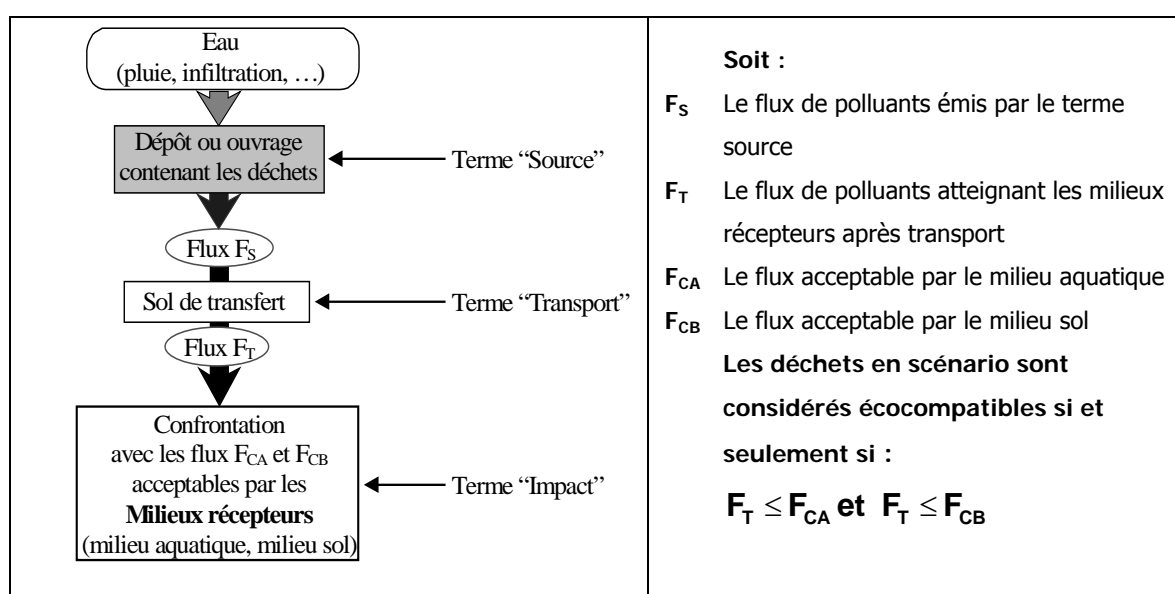 Eau
(pluie, infiltration, …)
Dépôt ou ouvrage
contenant les déchets
Terme “Source”
Flux FS
Sol de transfert
Terme “Transport”
Flux FT
Confrontation
avec les flux FCA et FCB
acceptables par les
Milieux récepteurs
(milieu aquatique, milieu sol)
Terme “Impact”
Soit :
FS Le flux de polluants émis par le terme
source
FT Le flux de polluants atteignant les milieux
récepteurs après transport
FCA Le flux acceptable par le milieu aquatique
FCB Le flux acceptable par le milieu sol
Les déchets en scénario sont
considérés écocompatibles si et
seulement si :
FT ≤ FCA et FT ≤ FCB